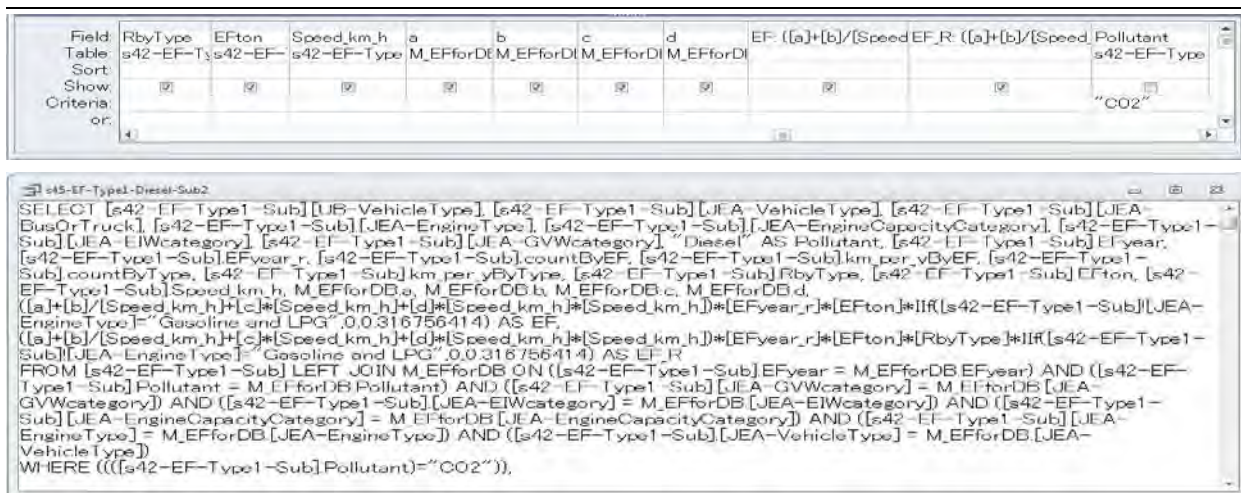 Field: RbyType EFton Speed_km_h a b c d EF: ([a]+[b]/[Speed EF_R: ([a]+[b]/[Speed Pollutant
Table: s42-EF-Ty s42-EF- s42-EF-Type M_EFforDB M_EFforDB M_EFforDB M_EFforDB s42-EF-Type
Sort:
Show:
Criteria: "CO2"
or:
s45-EF-Type1-Diesel-Sub2
SELECT [s42-EF-Type1-Sub].[UB-VehicleType], [s42-EF-Type1-Sub].[JEA-VehicleType], [s42-EF-Type1-Sub].[JEA-
BusOrTruck], [s42-EF-Type1-Sub].[JEA-EngineType], [s42-EF-Type1-Sub].[JEA-EngineCapacityCategory], [s42-EF-Type1-
Sub].[JEA-EIWcategory], [s42-EF-Type1-Sub].[JEA-GVWcategory], "Diesel" AS Pollutant, [s42-EF-Type1-Sub].EFyear,
[s42-EF-Type1-Sub].EFyear_r, [s42-EF-Type1-Sub].countByEF, [s42-EF-Type1-Sub].km_per_yByEF, [s42-EF-Type1-
Sub].countByType, [s42-EF-Type1-Sub].km_per_yByType, [s42-EF-Type1-Sub].RbyType, [s42-EF-Type1-Sub].EFton, [s42-
EF-Type1-Sub].Speed_km_h, M_EFforDB.a, M_EFforDB.b, M_EFforDB.c, M_EFforDB.d,
([a]+[b]/[Speed_km_h]+[c]*[Speed_km_h]+[d]*[Speed_km_h]*[Speed_km_h])*[EFyear_r]*[EFton]*IIf([s42-EF-Type1-Sub]![JEA-
EngineType]="Gasoline and LPG",0,0.316756414) AS EF,
([a]+[b]/[Speed_km_h]+[c]*[Speed_km_h]+[d]*[Speed_km_h]*[Speed_km_h])*[EFyear_r]*[EFton]*[RbyType]*IIf([s42-EF-Type1-
Sub]![JEA-EngineType]="Gasoline and LPG",0,0.316756414) AS EF_R
FROM [s42-EF-Type1-Sub] LEFT JOIN M_EFforDB ON ([s42-EF-Type1-Sub].EFyear = M_EFforDB.EFyear) AND ([s42-EF-
Type1-Sub].Pollutant = M_EFforDB.Pollutant) AND ([s42-EF-Type1-Sub].[JEA-GVWcategory] = M_EFforDB.[JEA-
GVWcategory]) AND ([s42-EF-Type1-Sub].[JEA-EIWcategory] = M_EFforDB.[JEA-EIWcategory]) AND ([s42-EF-Type1-
Sub].[JEA-EngineCapacityCategory] = M_EFforDB.[JEA-EngineCapacityCategory]) AND ([s42-EF-Type1-Sub].[JEA-
EngineType] = M_EFforDB.[JEA-EngineType]) AND ([s42-EF-Type1-Sub].[JEA-VehicleType] = M_EFforDB.[JEA-
VehicleType])
WHERE ((([s42-EF-Type1-Sub].Pollutant)="CO2"));